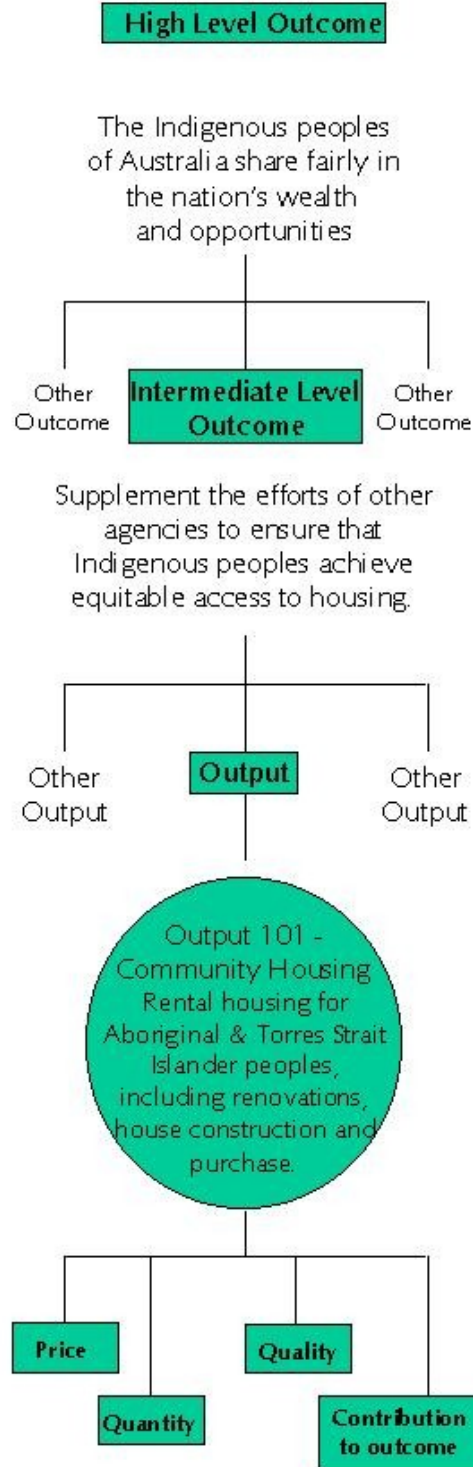 High Level Outcome
The Indigenous peoples
of Australia share fairly in
the nation's wealth
and opportunities
Other
Outcome
Intermediate Level
Outcome
Other
Outcome
Supplement the efforts of other
agencies to ensure that
Indigenous peoples achieve
equitable access to housing.
Other
Output
Output
Other
Output
Output 101 -
Community Housing
Rental housing for
Aboriginal & Torres Strait
Islander peoples,
including renovations,
house construction and
purchase.
Price
Quantity
Quality
Contribution
to outcome